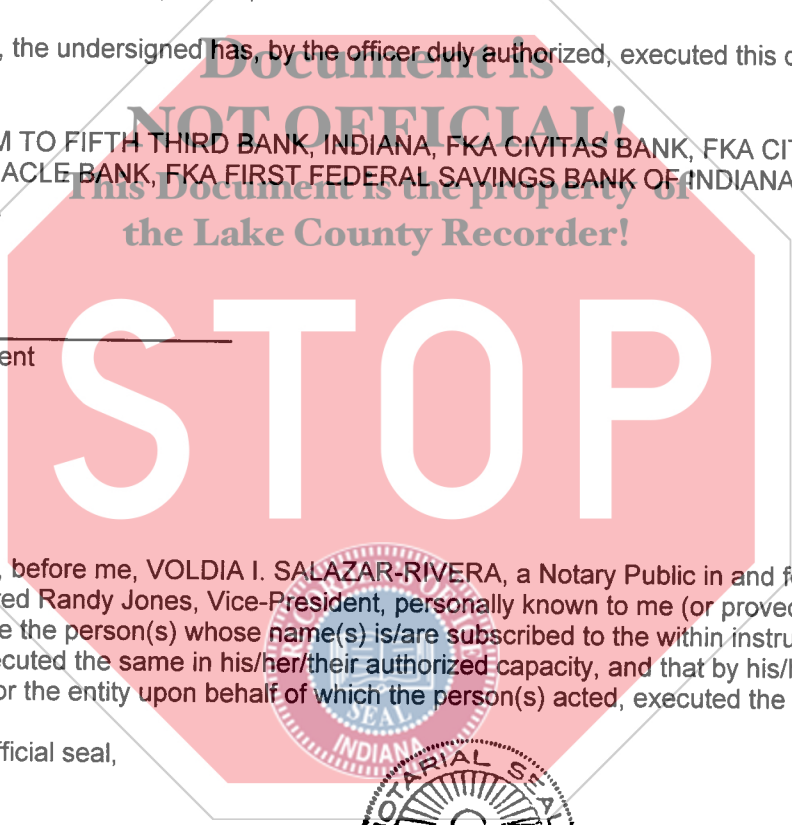 , the undersigned has, by the officer duly authorized, executed this
Document is
NOT OFFICIAL!
M TO FIFTH THIRD BANK, INDIANA, FKA CIVITAS BANK, FKA CIT
ACLE BANK, FKA FIRST FEDERAL SAVINGS BANK OF INDIANA
This Document is the property of
the Lake County Recorder!
ent
STOP
, before me, VOLDIA I. SALAZAR-RIVERA, a Notary Public in and f
ed Randy Jones, Vice-President, personally known to me (or proved
e the person(s) whose name(s) is/are subscribed to the within instru
ecuted the same in his/her/their authorized capacity, and that by his/
or the entity upon behalf of which the person(s) acted, executed the
SEAL
INDIANA
fficial seal,
NOTARIAL SEAL